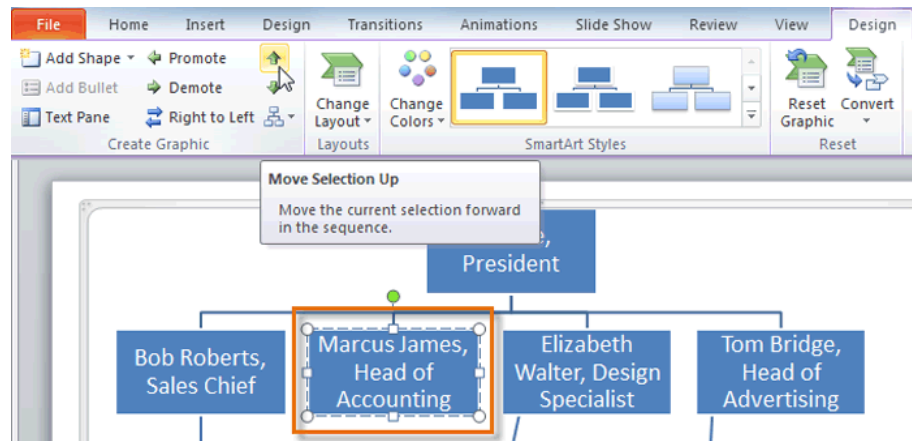 File Home Insert Design Transitions Animations Slide Show Review View Design
Add Shape Promote
Add Bullet Demote
Text Pane Right to Left
Change Layout
Change Colors
Reset Graphic
Convert
Create Graphic Layouts SmartArt Styles Reset
Move Selection Up
Move the current selection forward
in the sequence.
President
Bob Roberts,
Sales Chief
Marcus James,
Head of
Accounting
Elizabeth
Walter, Design
Specialist
Tom Bridge,
Head of
Advertising